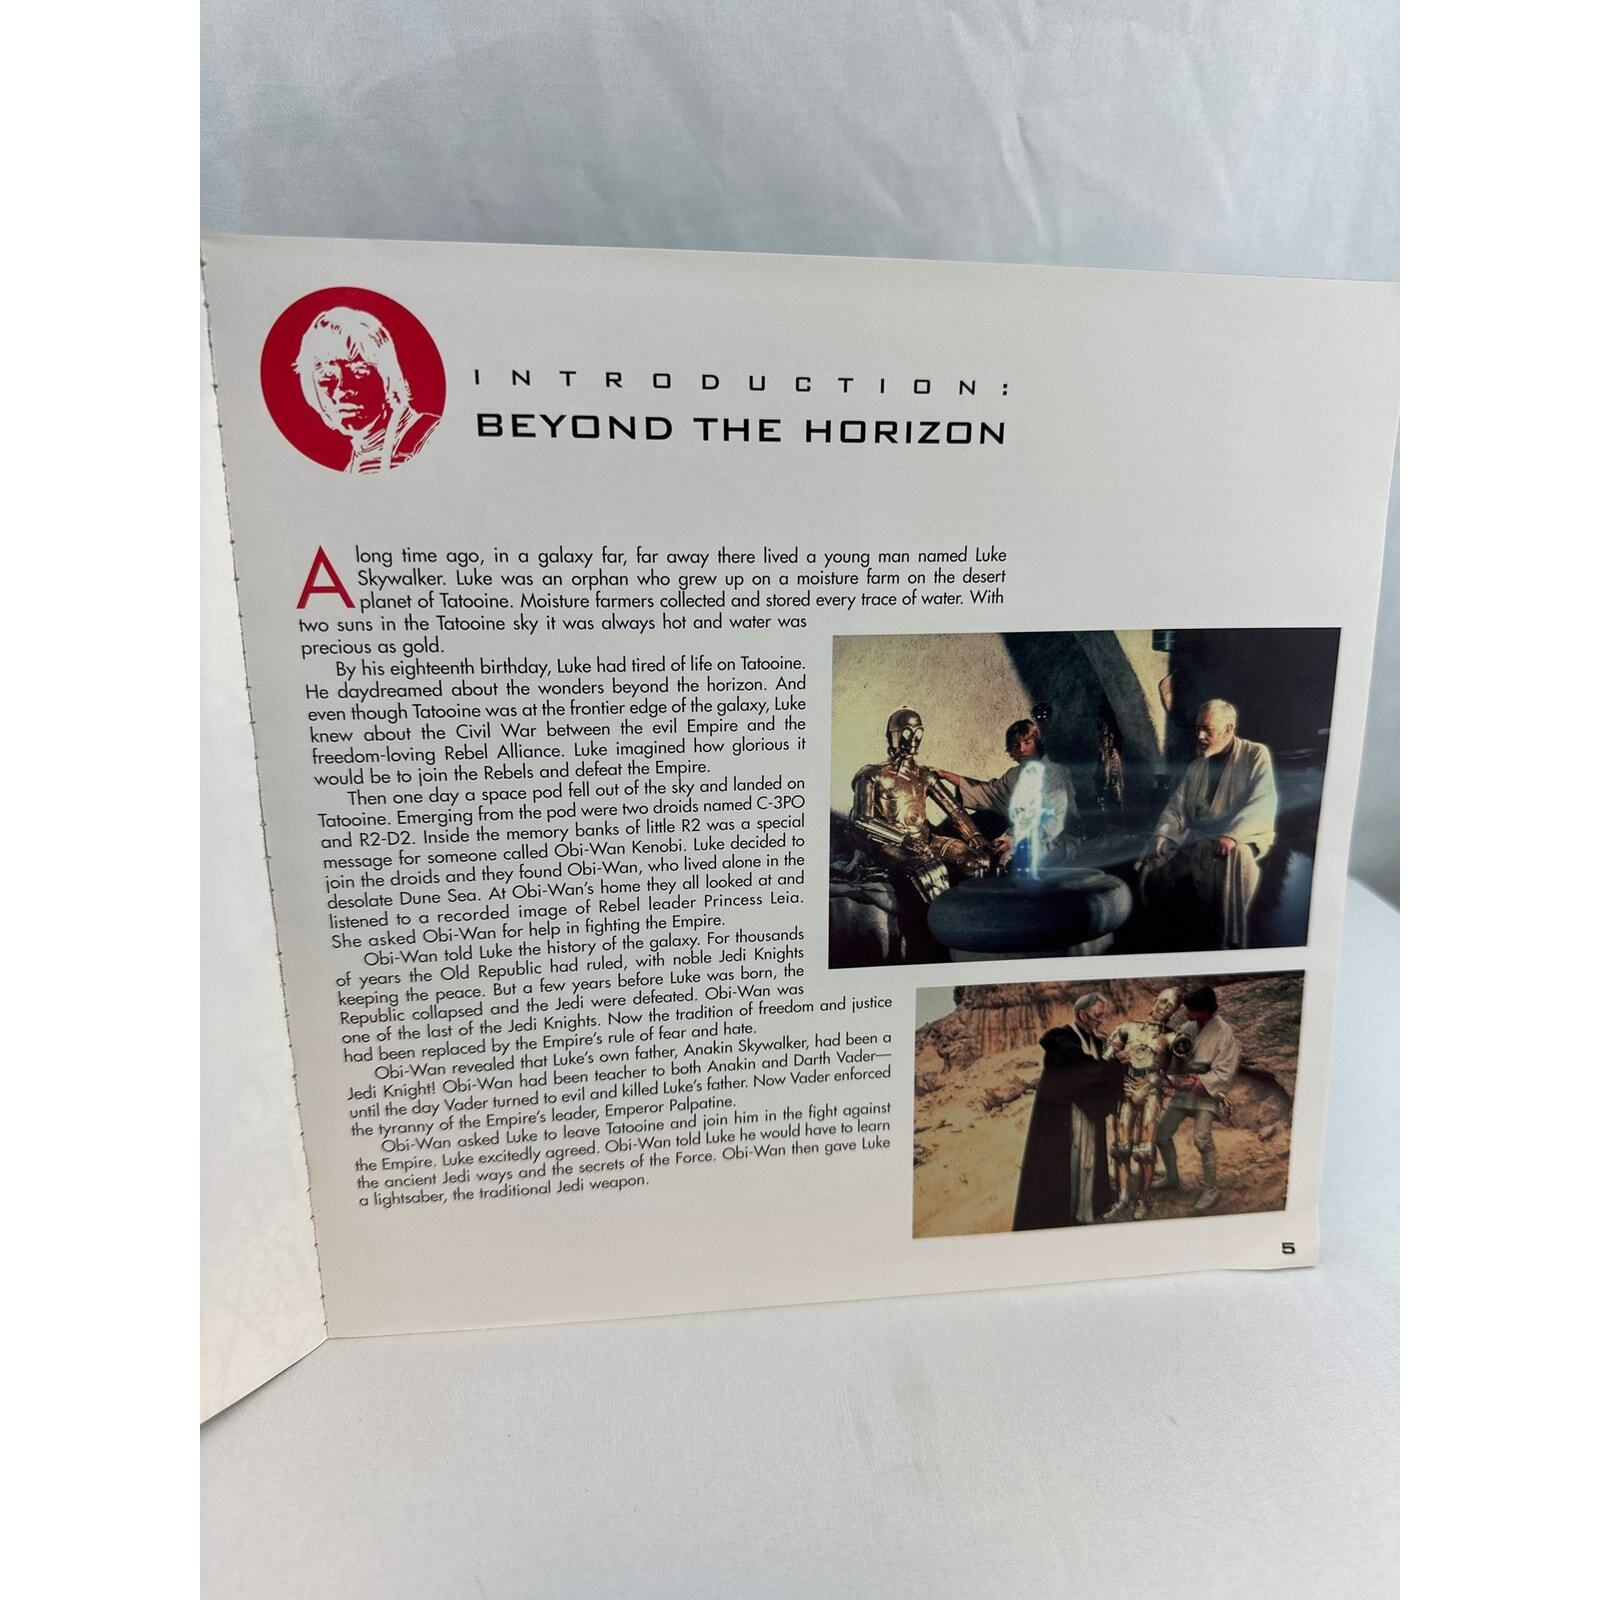 INTRODUCTION:
BEYOND THE HORIZON
A long time ago, in a galaxy far, far away there lived a young man named Luke
Skywalker. Luke was an orphan who grew up on a moisture farm on the desert
planet of Tatooine. Moisture farmers collected and stored every trace of water. With
two suns in the Tatooine sky it was always hot and water was
precious as gold.
By his eighteenth birthday, Luke had tired of life on Tatooine.
He daydreamed about the wonders beyond the horizon. And
even though Tatooine was at the frontier edge of the galaxy, Luke
knew about the Civil War between the evil Empire and the
freedom-loving Rebel Alliance. Luke imagined how glorious it
would be to join the Rebels and defeat the Empire.
Then one day a space pod fell out of the sky and landed on
Tatooine. Emerging from the pod were two droids named C-3PO
and R2-D2. Inside the memory banks of little R2 was a special
message for someone called Obi-Wan Kenobi. Luke decided to
join the droids and they found Obi-Wan, who lived alone in the
desolate Dune Sea. At Obi-Wan's home they all looked at and
listened to a recorded image of Rebel leader Princess Leia.
She asked Obi-Wan for help in fighting the Empire.
Obi-Wan told Luke the history of the galaxy. For thousands
of years the Old Republic had ruled, with noble Jedi Knights
keeping the peace. But a few years before Luke was born, the
Republic collapsed and the Jedi were defeated. Obi-Wan was
one of the last of the Jedi Knights. Now the tradition of freedom and justice
had been replaced by the Empire's rule of fear and hate.
Obi-Wan revealed that Luke's own father, Anakin Skywalker, had been a
Jedi Knight! Obi-Wan had been teacher to both Anakin and Darth Vader—
until the day Vader turned to evil and killed Luke's father. Now Vader enforced
the tyranny of the Empire's leader, Emperor Palpatine.
Obi-Wan asked Luke to leave Tatooine and join him in the fight against
the Empire. Luke excitedly agreed. Obi-Wan told Luke he would have to learn
the ancient Jedi ways and the secrets of the Force. Obi-Wan then gave Luke
a lightsaber, the traditional Jedi weapon.
5